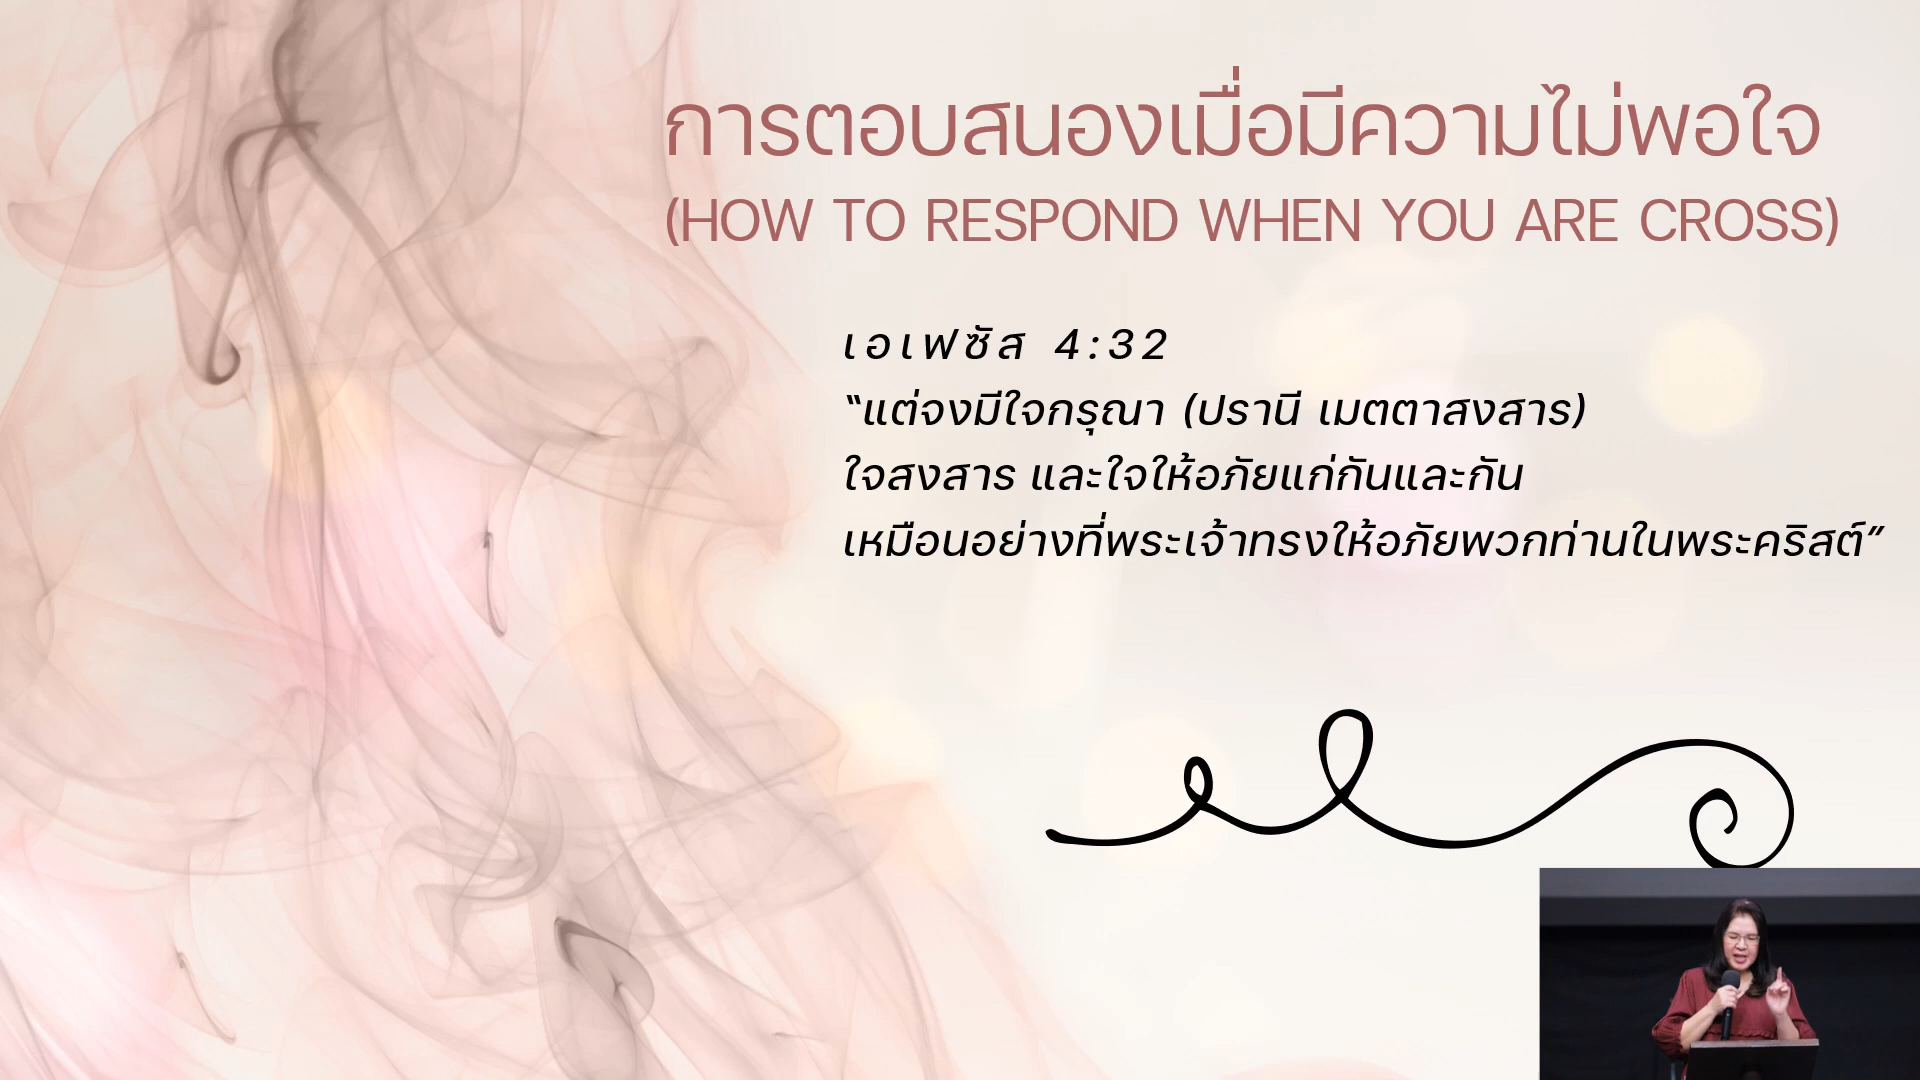 การตอบสนองเมื่อมีความไม่พอใจ
(HOW TO RESPOND WHEN YOU ARE CROSS)
เอเฟซัส 4:32
“แต่จงมีใจกรุณา (ปรานี เมตตาสงสาร)
ใจสงสาร และใจให้อภัยแก่กันและกัน
เหมือนอย่างที่พระเจ้าทรงให้อภัยพวกท่านในพระคริสต์”